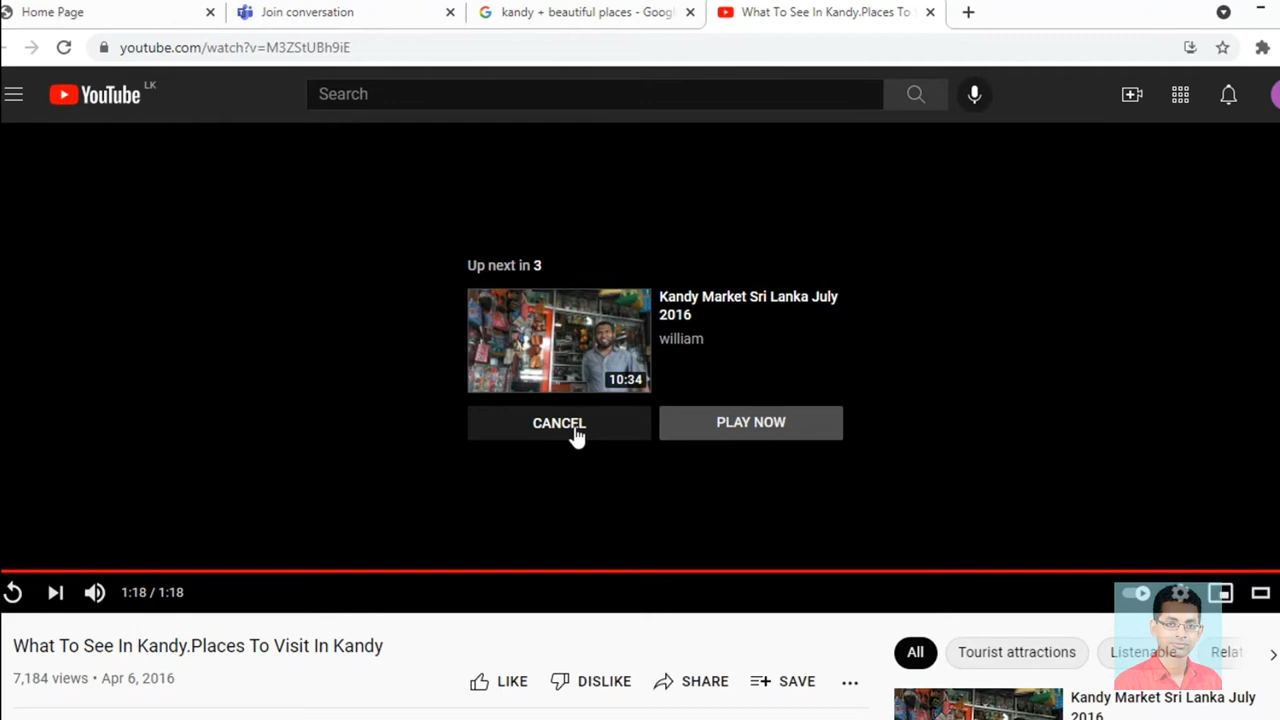 Home Page
Join conversation
kandy + beautiful places - Goog
What To See In Kandy.Places To
youtube.com/watch?v=M3ZStUBh9iE
YouTube LK
Search
Up next in 3
Kandy Market Sri Lanka July
2016
william
10:34
CANCEL
PLAY NOW
1:18 / 1:18
What To See In Kandy.Places To Visit In Kandy
7,184 views • Apr 6, 2016
LIKE
DISLIKE
SHARE
SAVE
All
Tourist attractions
Listenable
Relat
Kandy Market Sri Lanka July
2016